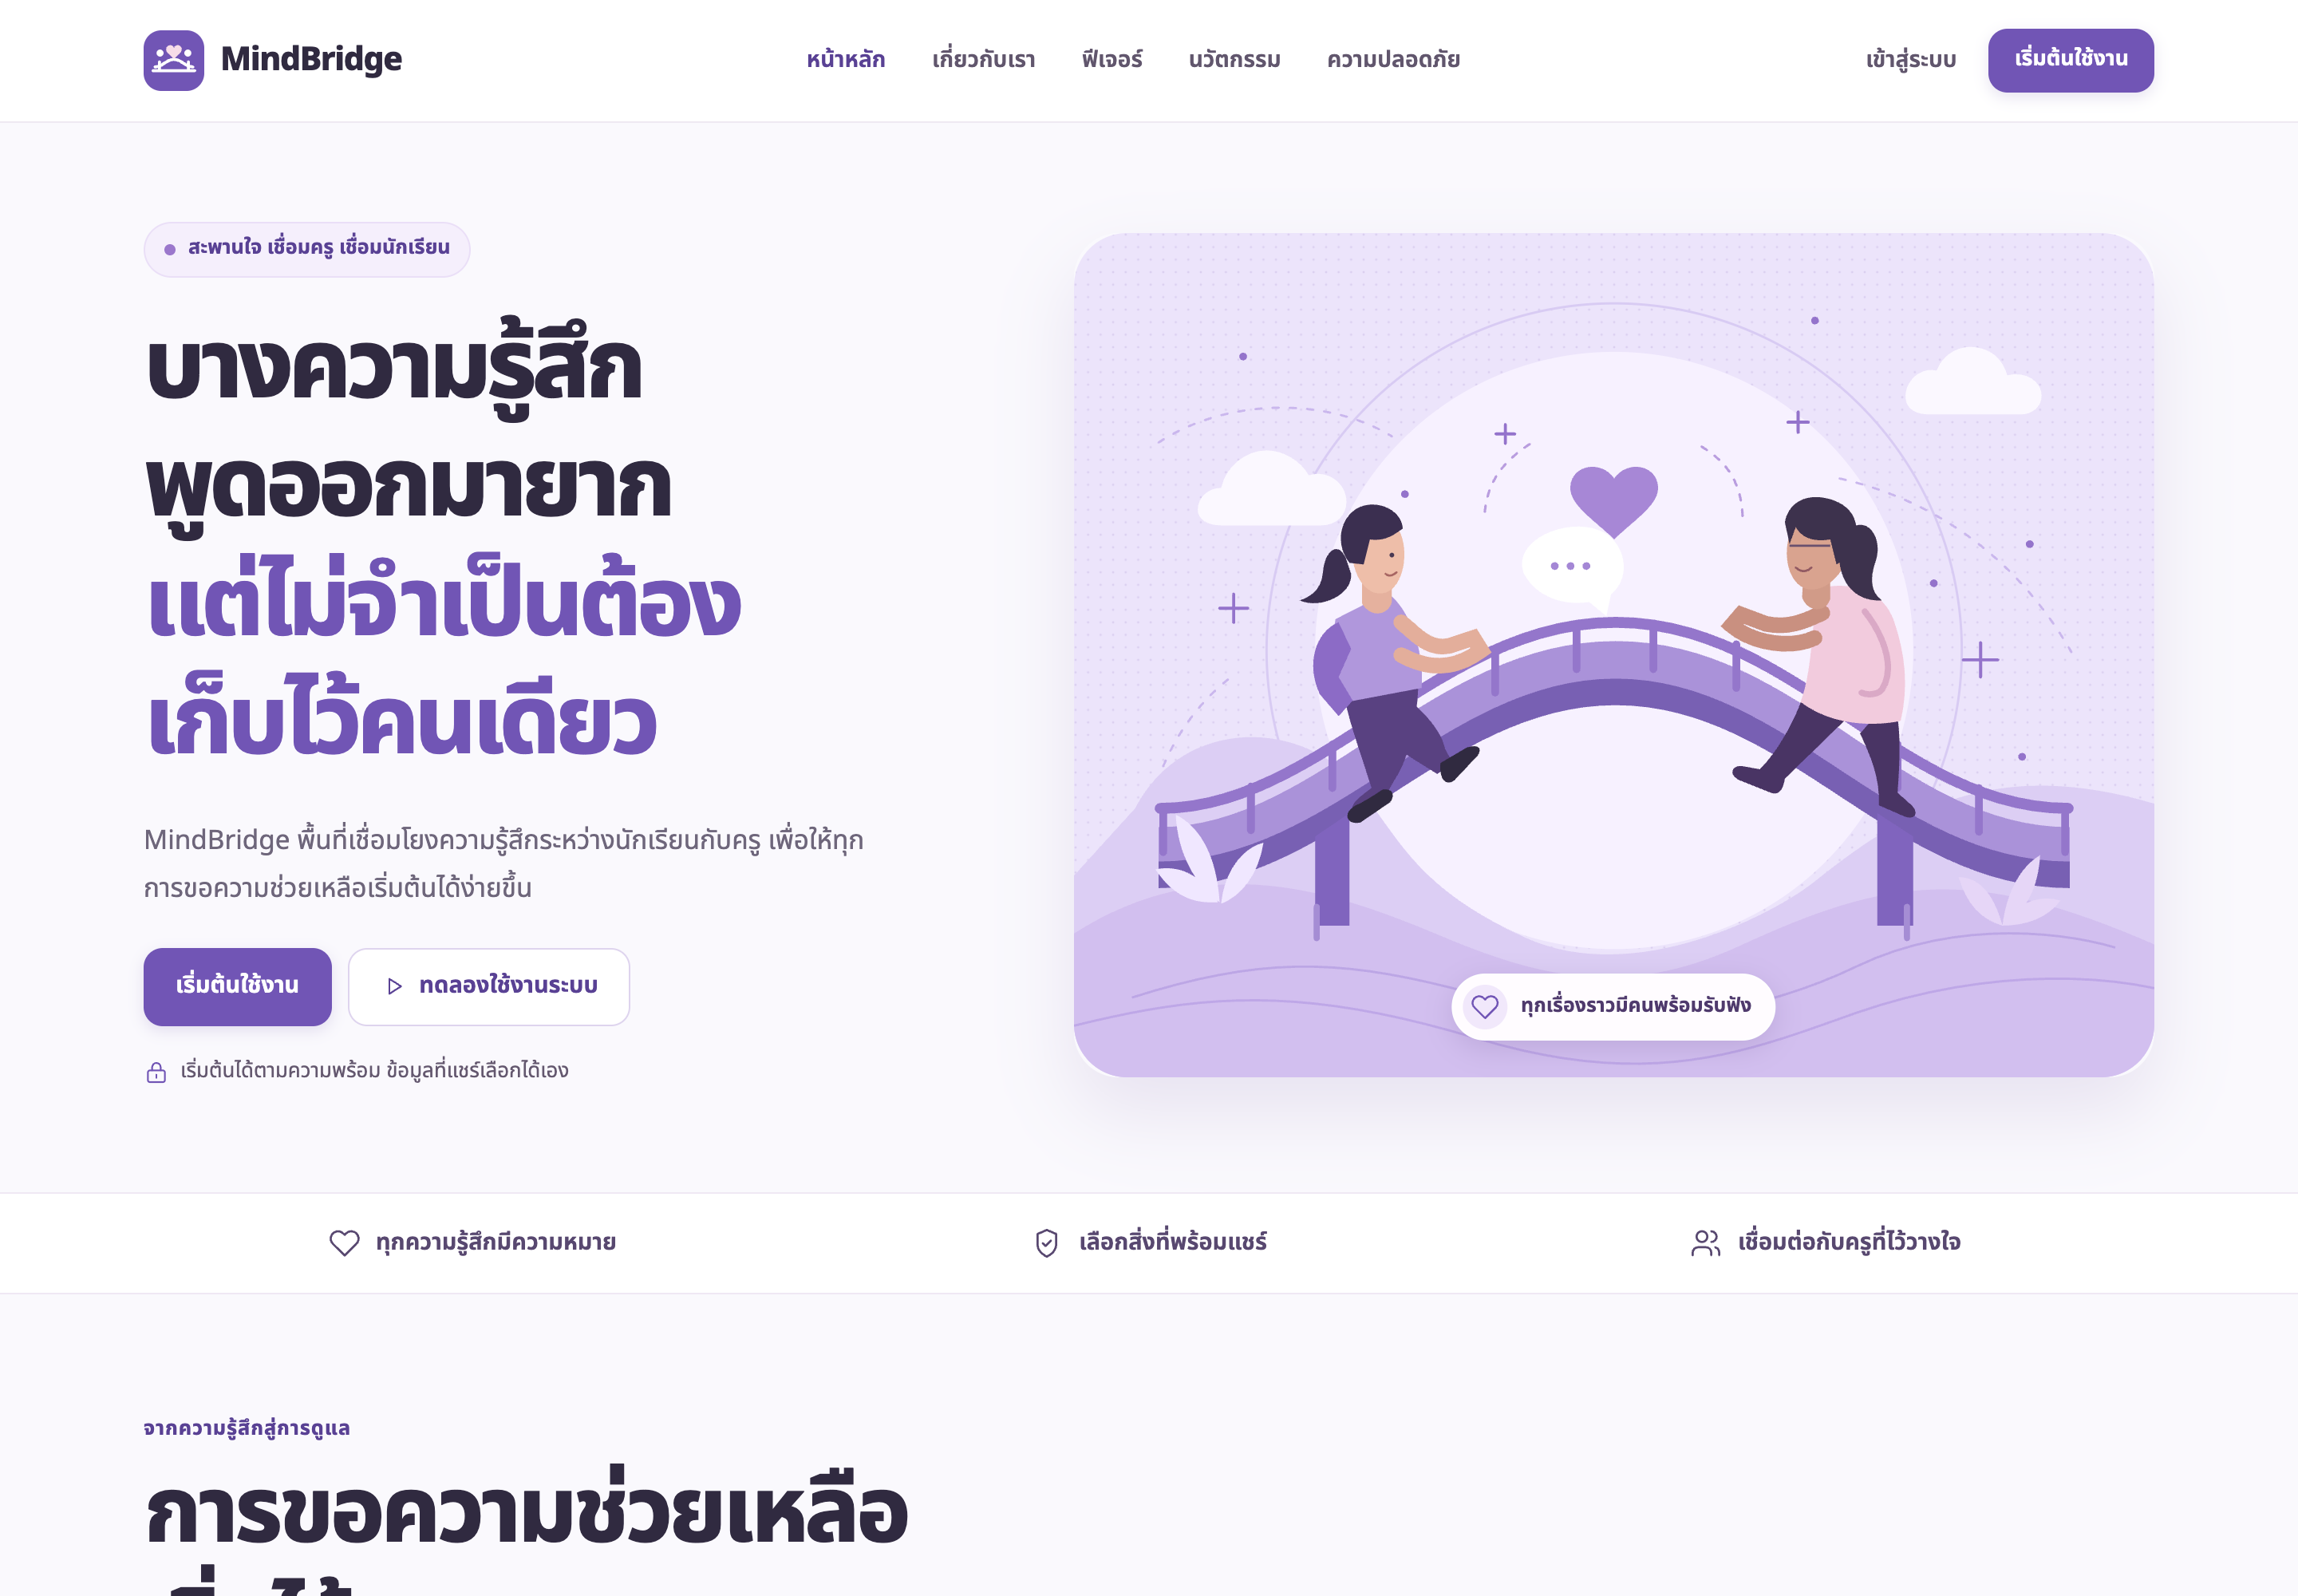 MindBridge
หน้าหลัก
เกี่ยวกับเรา
ฟีเจอร์
นวัตกรรม
ความปลอดภัย
เข้าสู่ระบบ
เริ่มต้นใช้งาน
สะพานใจ เชื่อมครู เชื่อมนักเรียน
บางความรู้สึก
พูดออกมายาก
แต่ไม่จำเป็นต้อง
เก็บไว้คนเดียว
MindBridge พื้นที่เชื่อมโยงความรู้สึกระหว่างนักเรียนกับครู เพื่อให้ทุก
การขอความช่วยเหลือเริ่มต้นได้ง่ายขึ้น
เริ่มต้นใช้งาน
ทดลองใช้งานระบบ
เริ่มต้นได้ตามความพร้อม ข้อมูลที่แชร์เลือกได้เอง
ทุกเรื่องราวมีคนพร้อมรับฟัง
ทุกความรู้สึกมีความหมาย
เลือกสิ่งที่พร้อมแชร์
เชื่อมต่อกับครูที่ไว้วางใจ
จากความรู้สึกสู่การดูแล
การขอความช่วยเหลือ